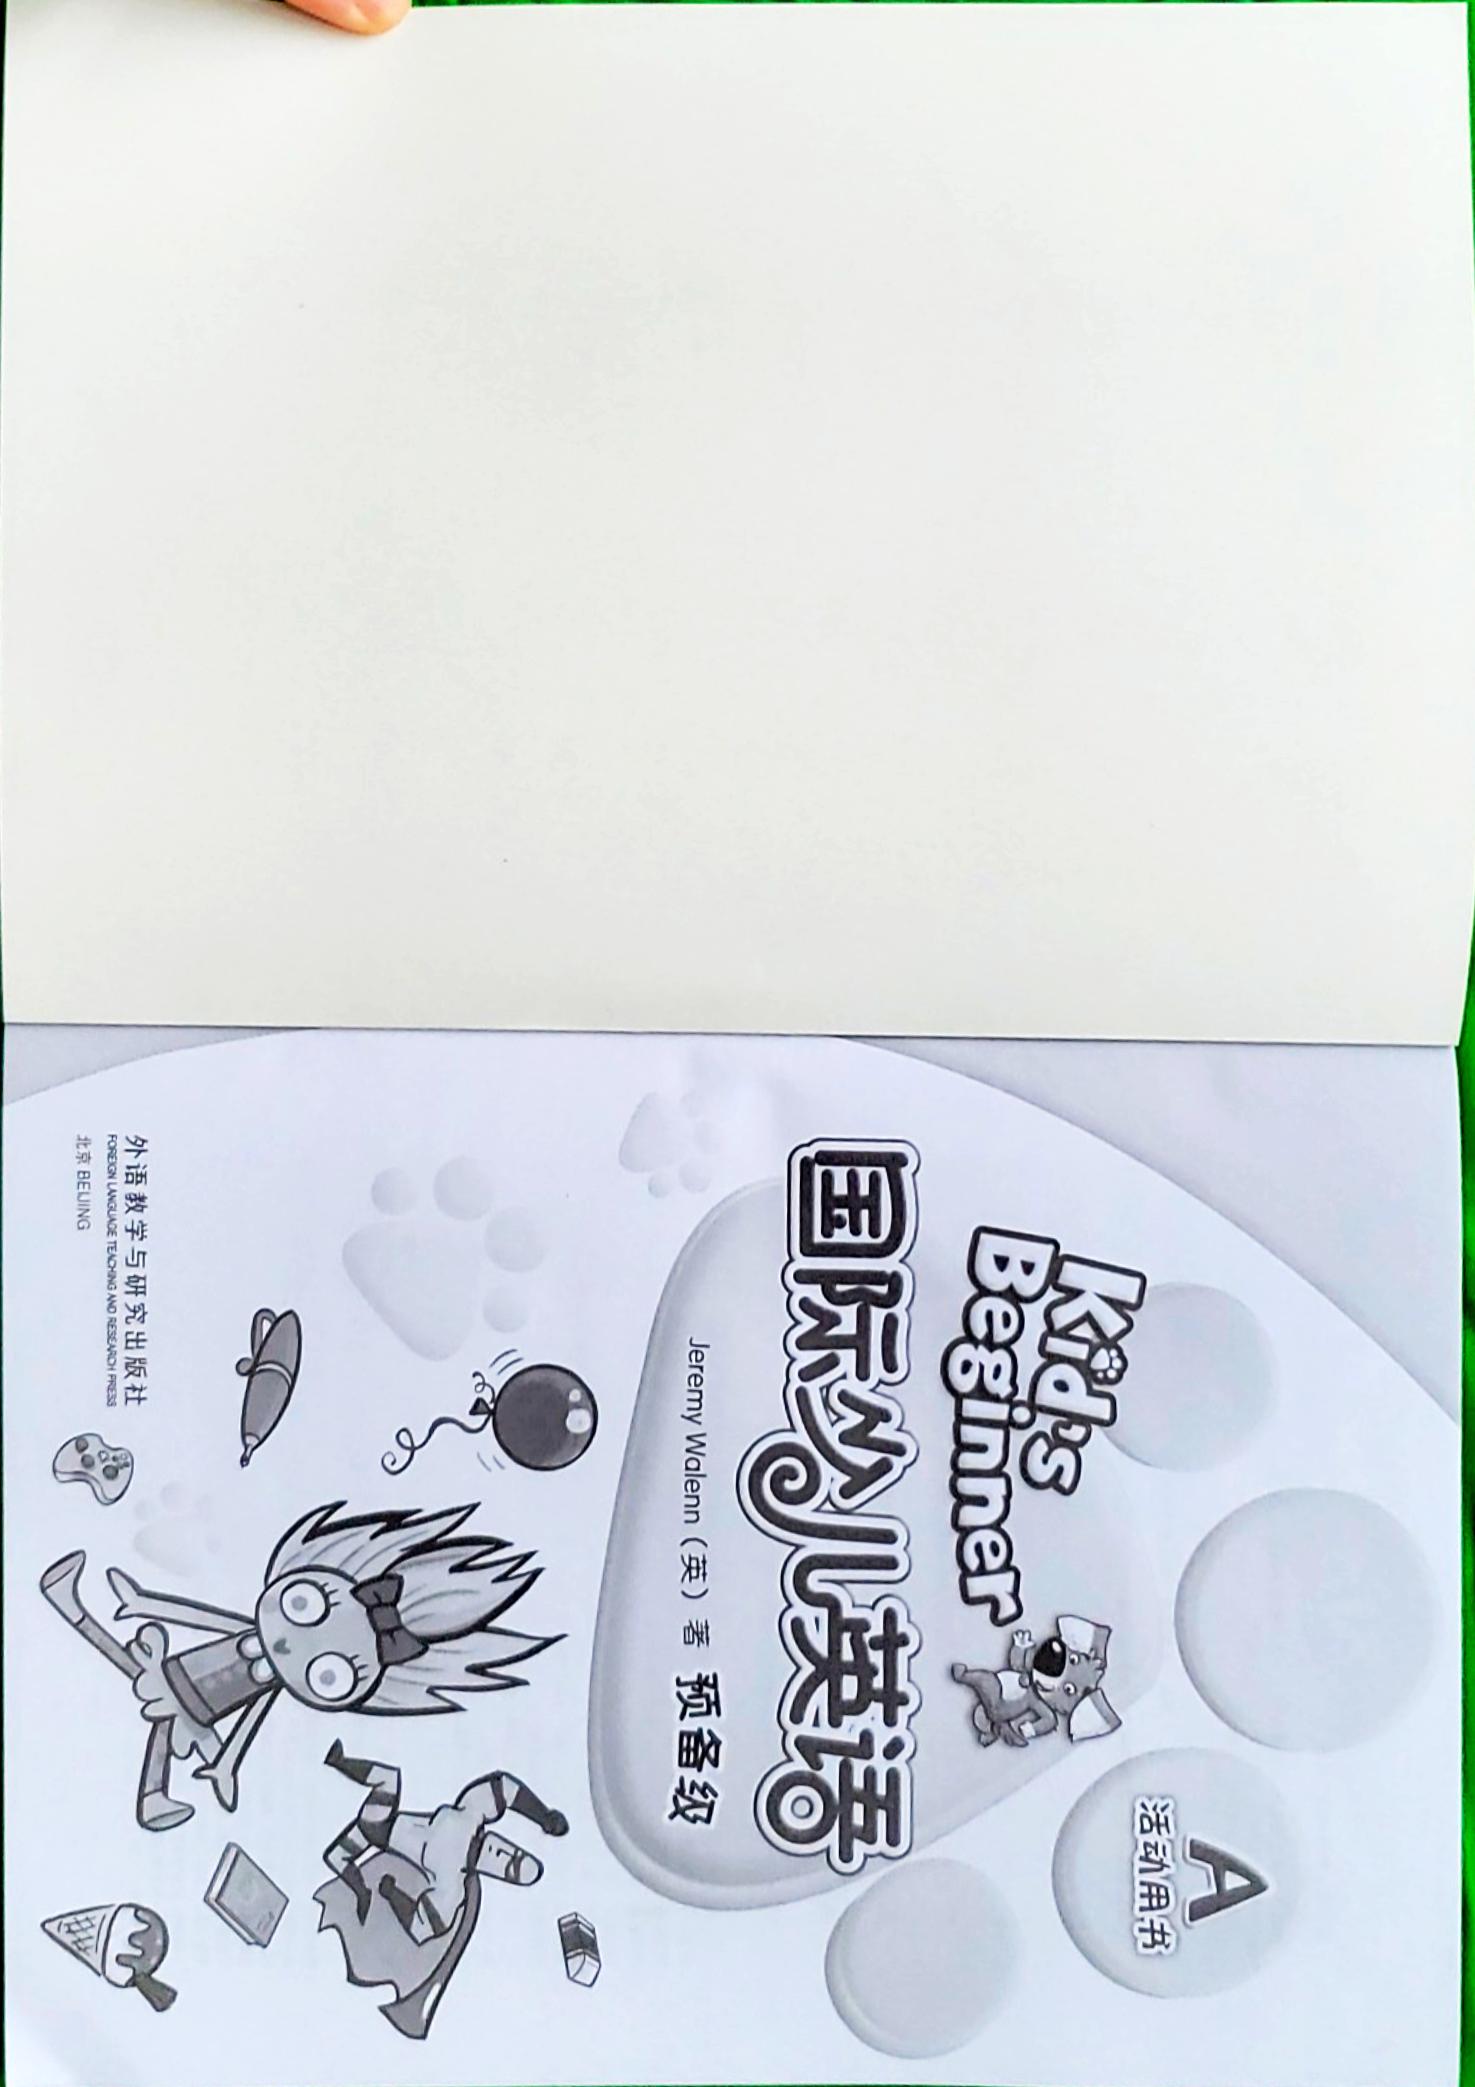 A
活动用书
Kid's
Beginner
国际少儿英语
Jeremy Walenn（英）著 预备级
外语教学与研究出版社
FOREIGN LANGUAGE TEACHING AND RESEARCH PRESS
北京 BEIJING